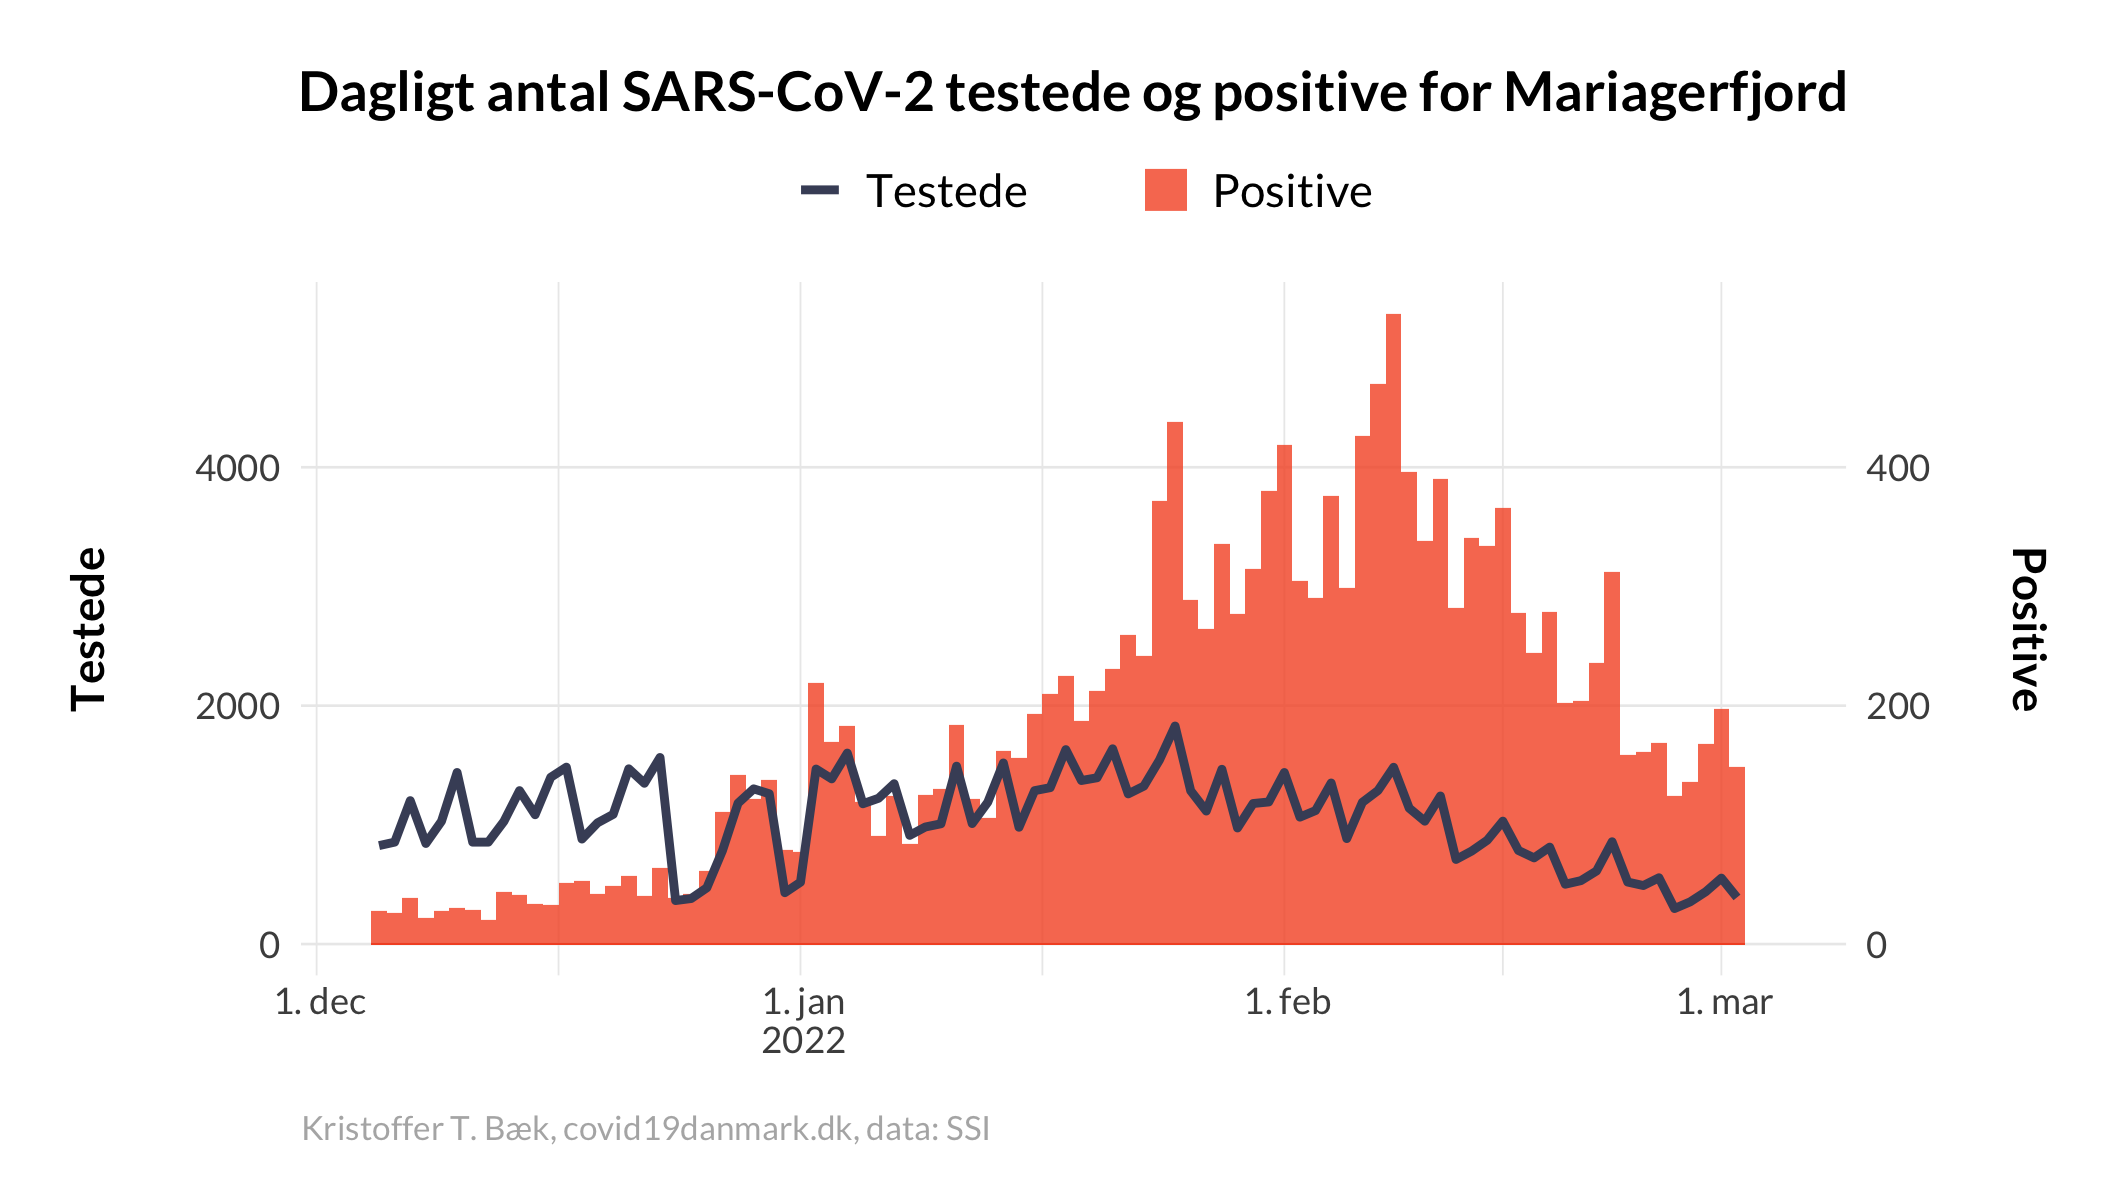 Dagligt antal SARS-CoV-2 testede og positive for Mariagerfjord
Testede
Positive
4000
2000
0
Testede
400
200
0
Positive
1. dec
1. jan
2022
1. feb
1. mar
Kristoffer T. Bæk, covid19danmark.dk, data: SSI